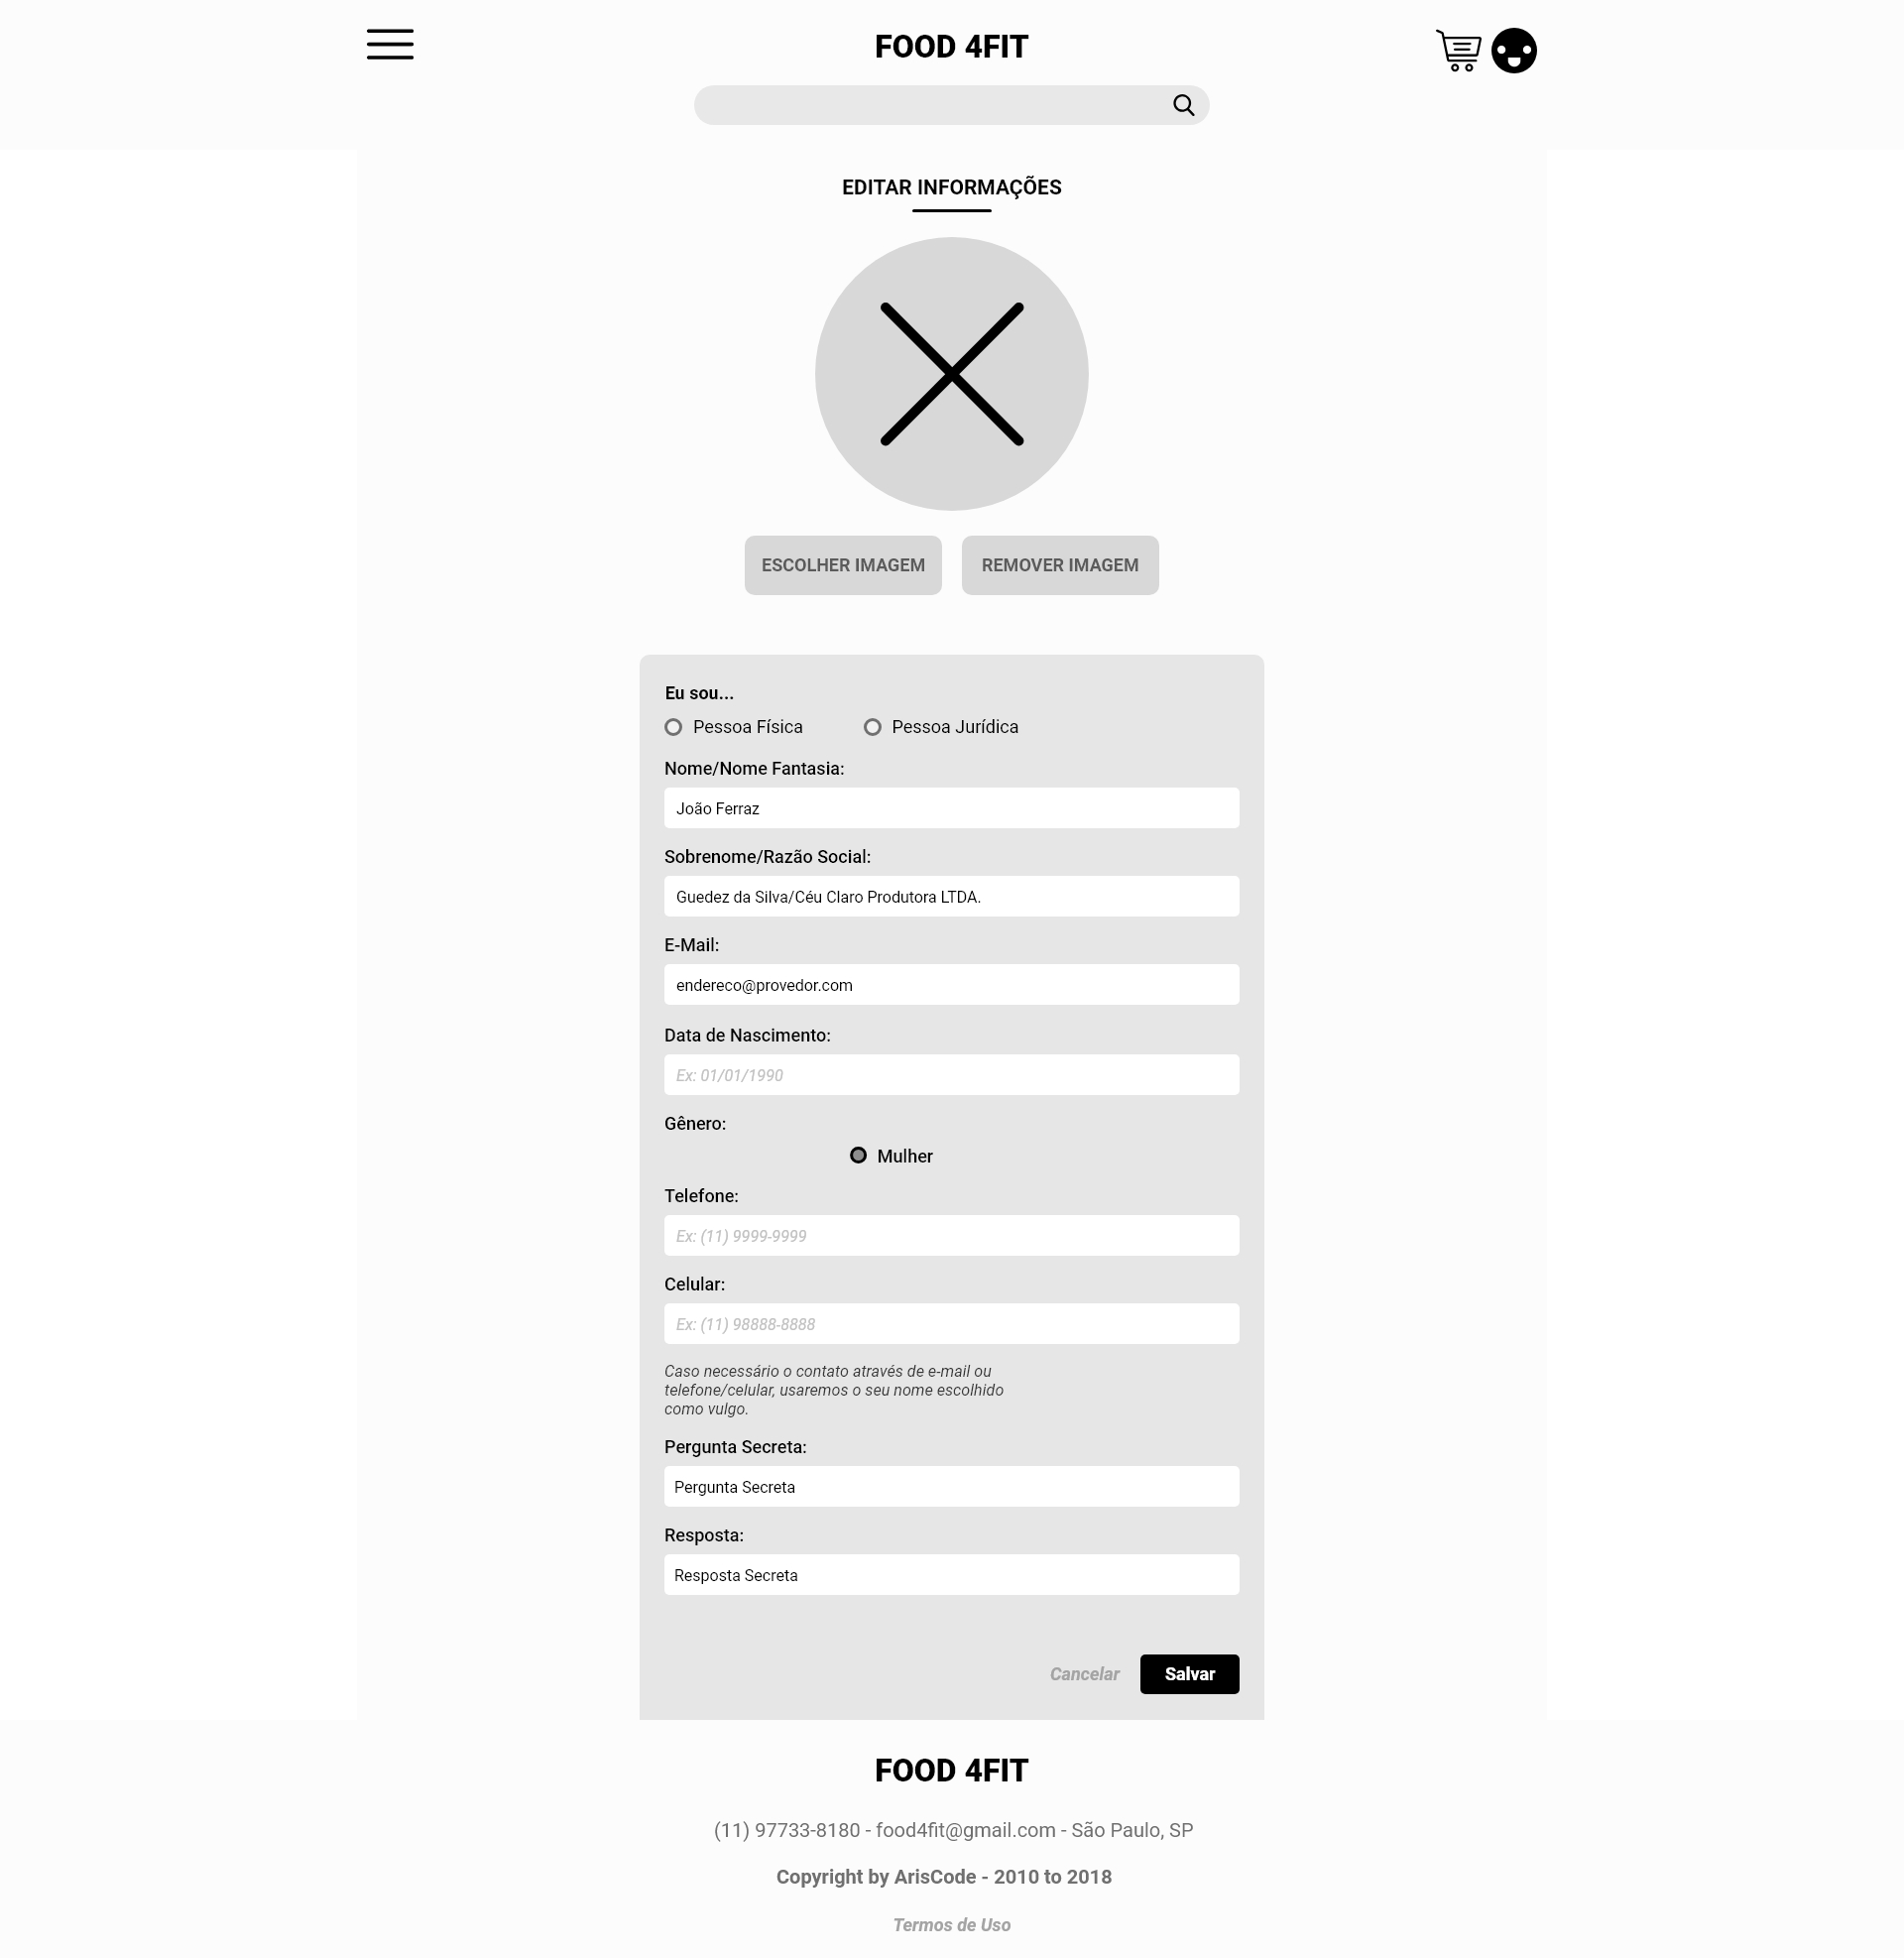 FOOD 4FIT
EDITAR INFORMAÇÕES
ESCOLHER IMAGEM
REMOVER IMAGEM
Eu sou...
Pessoa Física
Pessoa Jurídica
Nome/Nome Fantasia:
João Ferraz
Sobrenome/Razão Social:
Guedez da Silva/Céu Claro Produtora LTDA.
E-Mail:
endereco@provedor.com
Data de Nascimento:
Ex: 01/01/1990
Gênero:
Mulher
Telefone:
Ex: (11) 9999-9999
Celular:
Ex: (11) 98888-8888
Caso necessário o contato através de e-mail ou
telefone/celular, usaremos o seu nome escolhido
como vulgo.
Pergunta Secreta:
Pergunta Secreta
Resposta:
Resposta Secreta
Cancelar
Salvar
FOOD 4FIT
(11) 97733-8180 - food4fit@gmail.com - São Paulo, SP
Copyright by ArisCode - 2010 to 2018
Termos de Uso